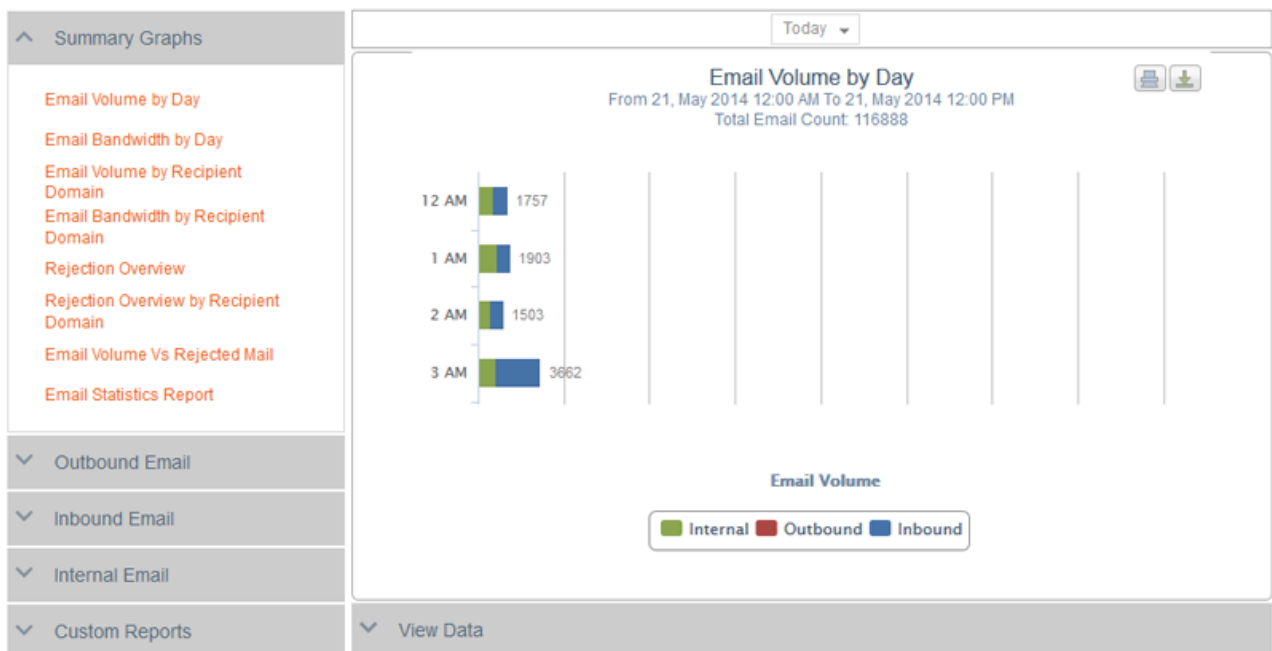 Summary Graphs
Email Volume by Day
Email Bandwidth by Day
Email Volume by Recipient
Domain
Email Bandwidth by Recipient
Domain
Rejection Overview
Rejection Overview by Recipient
Domain
Email Volume Vs Rejected Mail
Email Statistics Report
Outbound Email
Inbound Email
Internal Email
Custom Reports
Today
Email Volume by Day
From 21, May 2014 12:00 AM To 21, May 2014 12:00 PM
Total Email Count: 116888
12 AM 1757
1 AM 1903
2 AM 1503
3 AM 3662
Email Volume
Internal Outbound Inbound
View Data